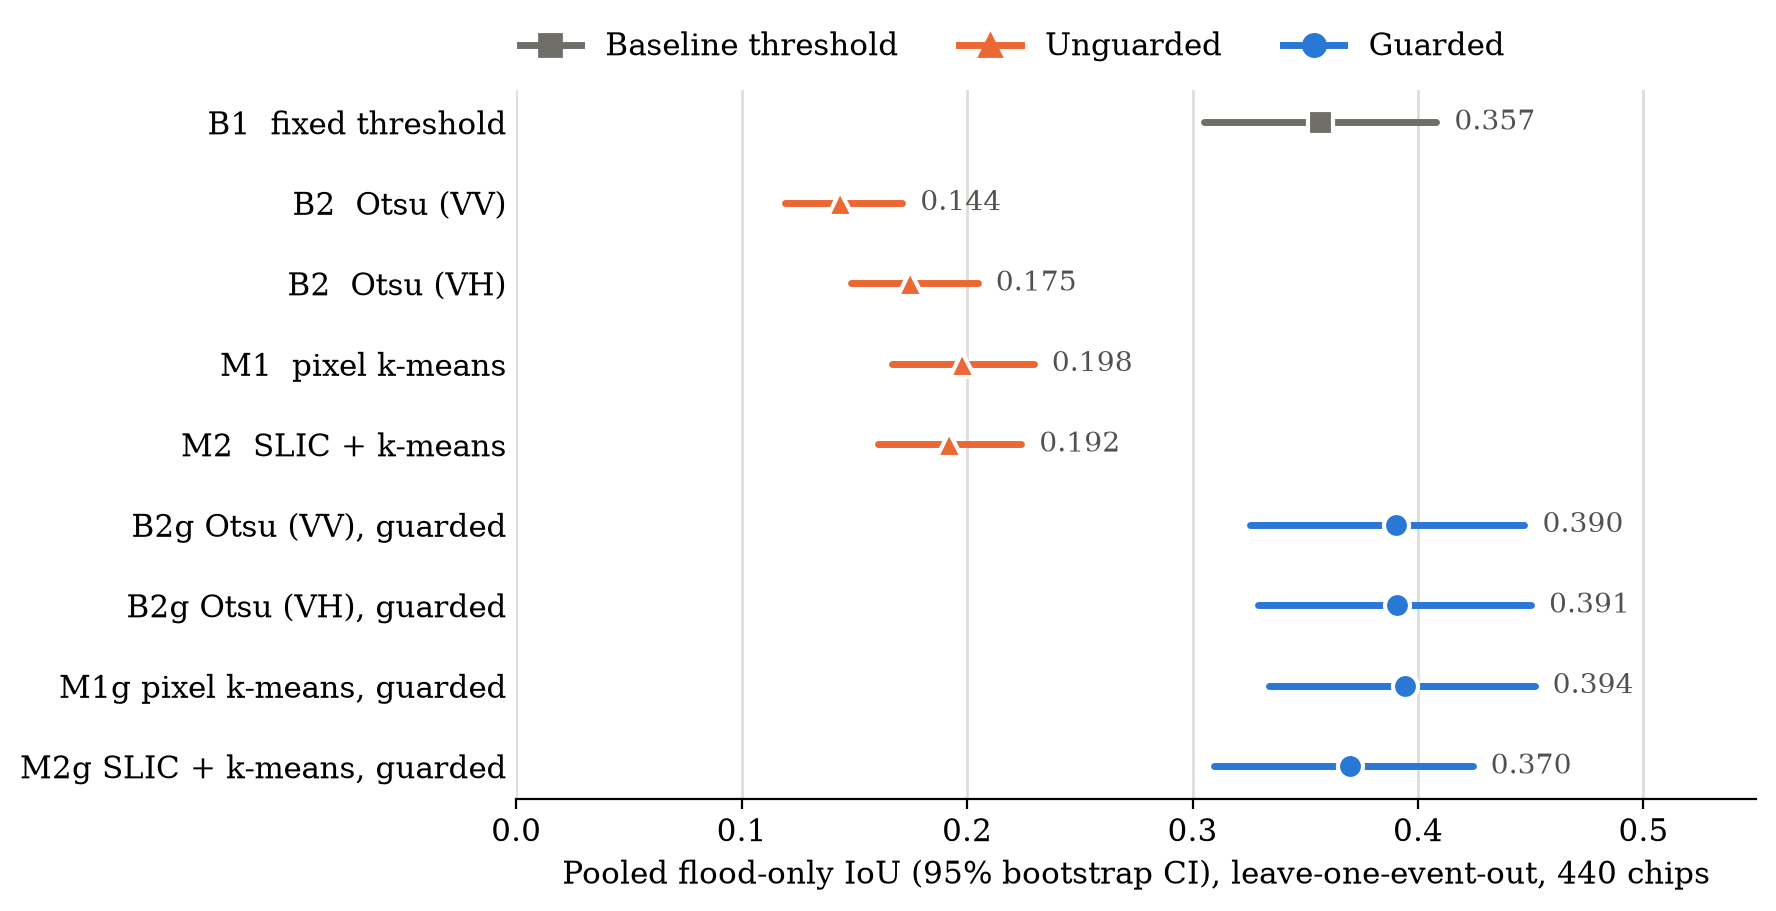 Baseline threshold Unguarded Guarded
B1 fixed threshold 0.357
B2 Otsu (VV) 0.144
B2 Otsu (VH) 0.175
M1 pixel k-means 0.198
M2 SLIC + k-means 0.192
B2g Otsu (VV), guarded 0.390
B2g Otsu (VH), guarded 0.391
M1g pixel k-means, guarded 0.394
M2g SLIC + k-means, guarded 0.370
0.0 0.1 0.2 0.3 0.4 0.5
Pooled flood-only IoU (95% bootstrap CI), leave-one-event-out, 440 chips